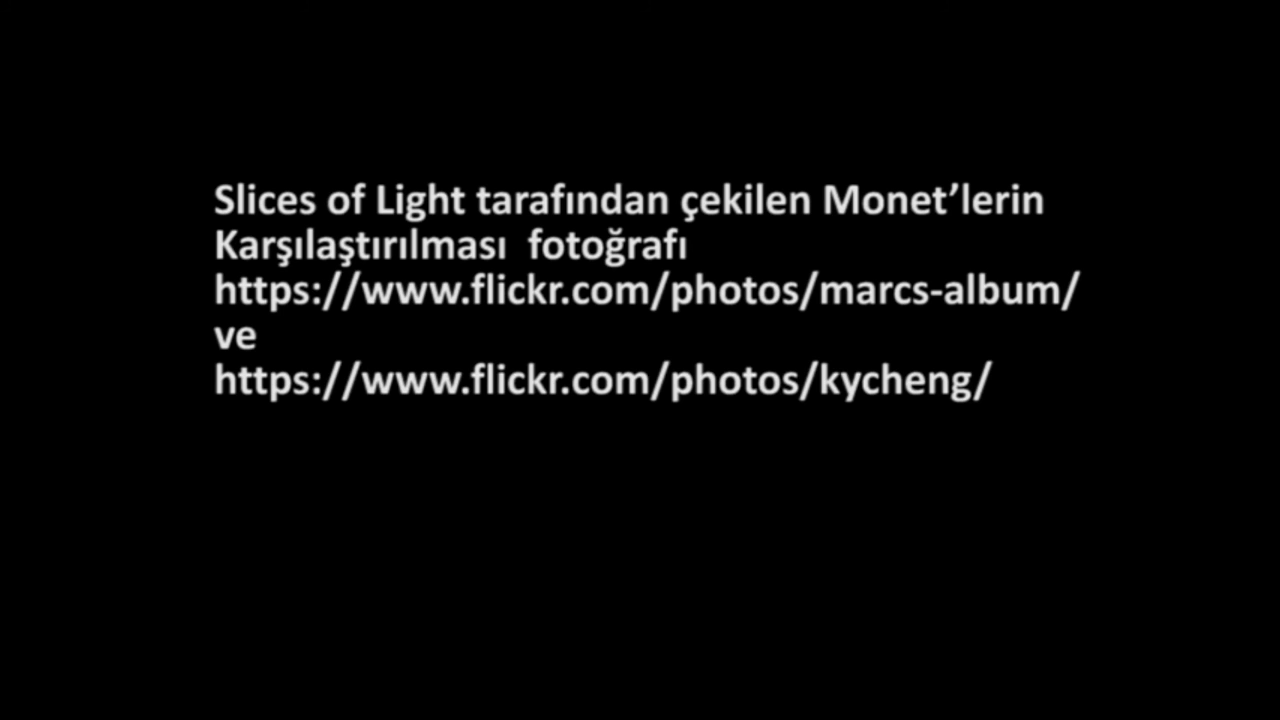 Slices of Light tarafından çekilen Monet’lerin
Karşılaştırılması  fotoğrafı
https://www.flickr.com/photos/marcs-album/
ve
https://www.flickr.com/photos/kycheng/